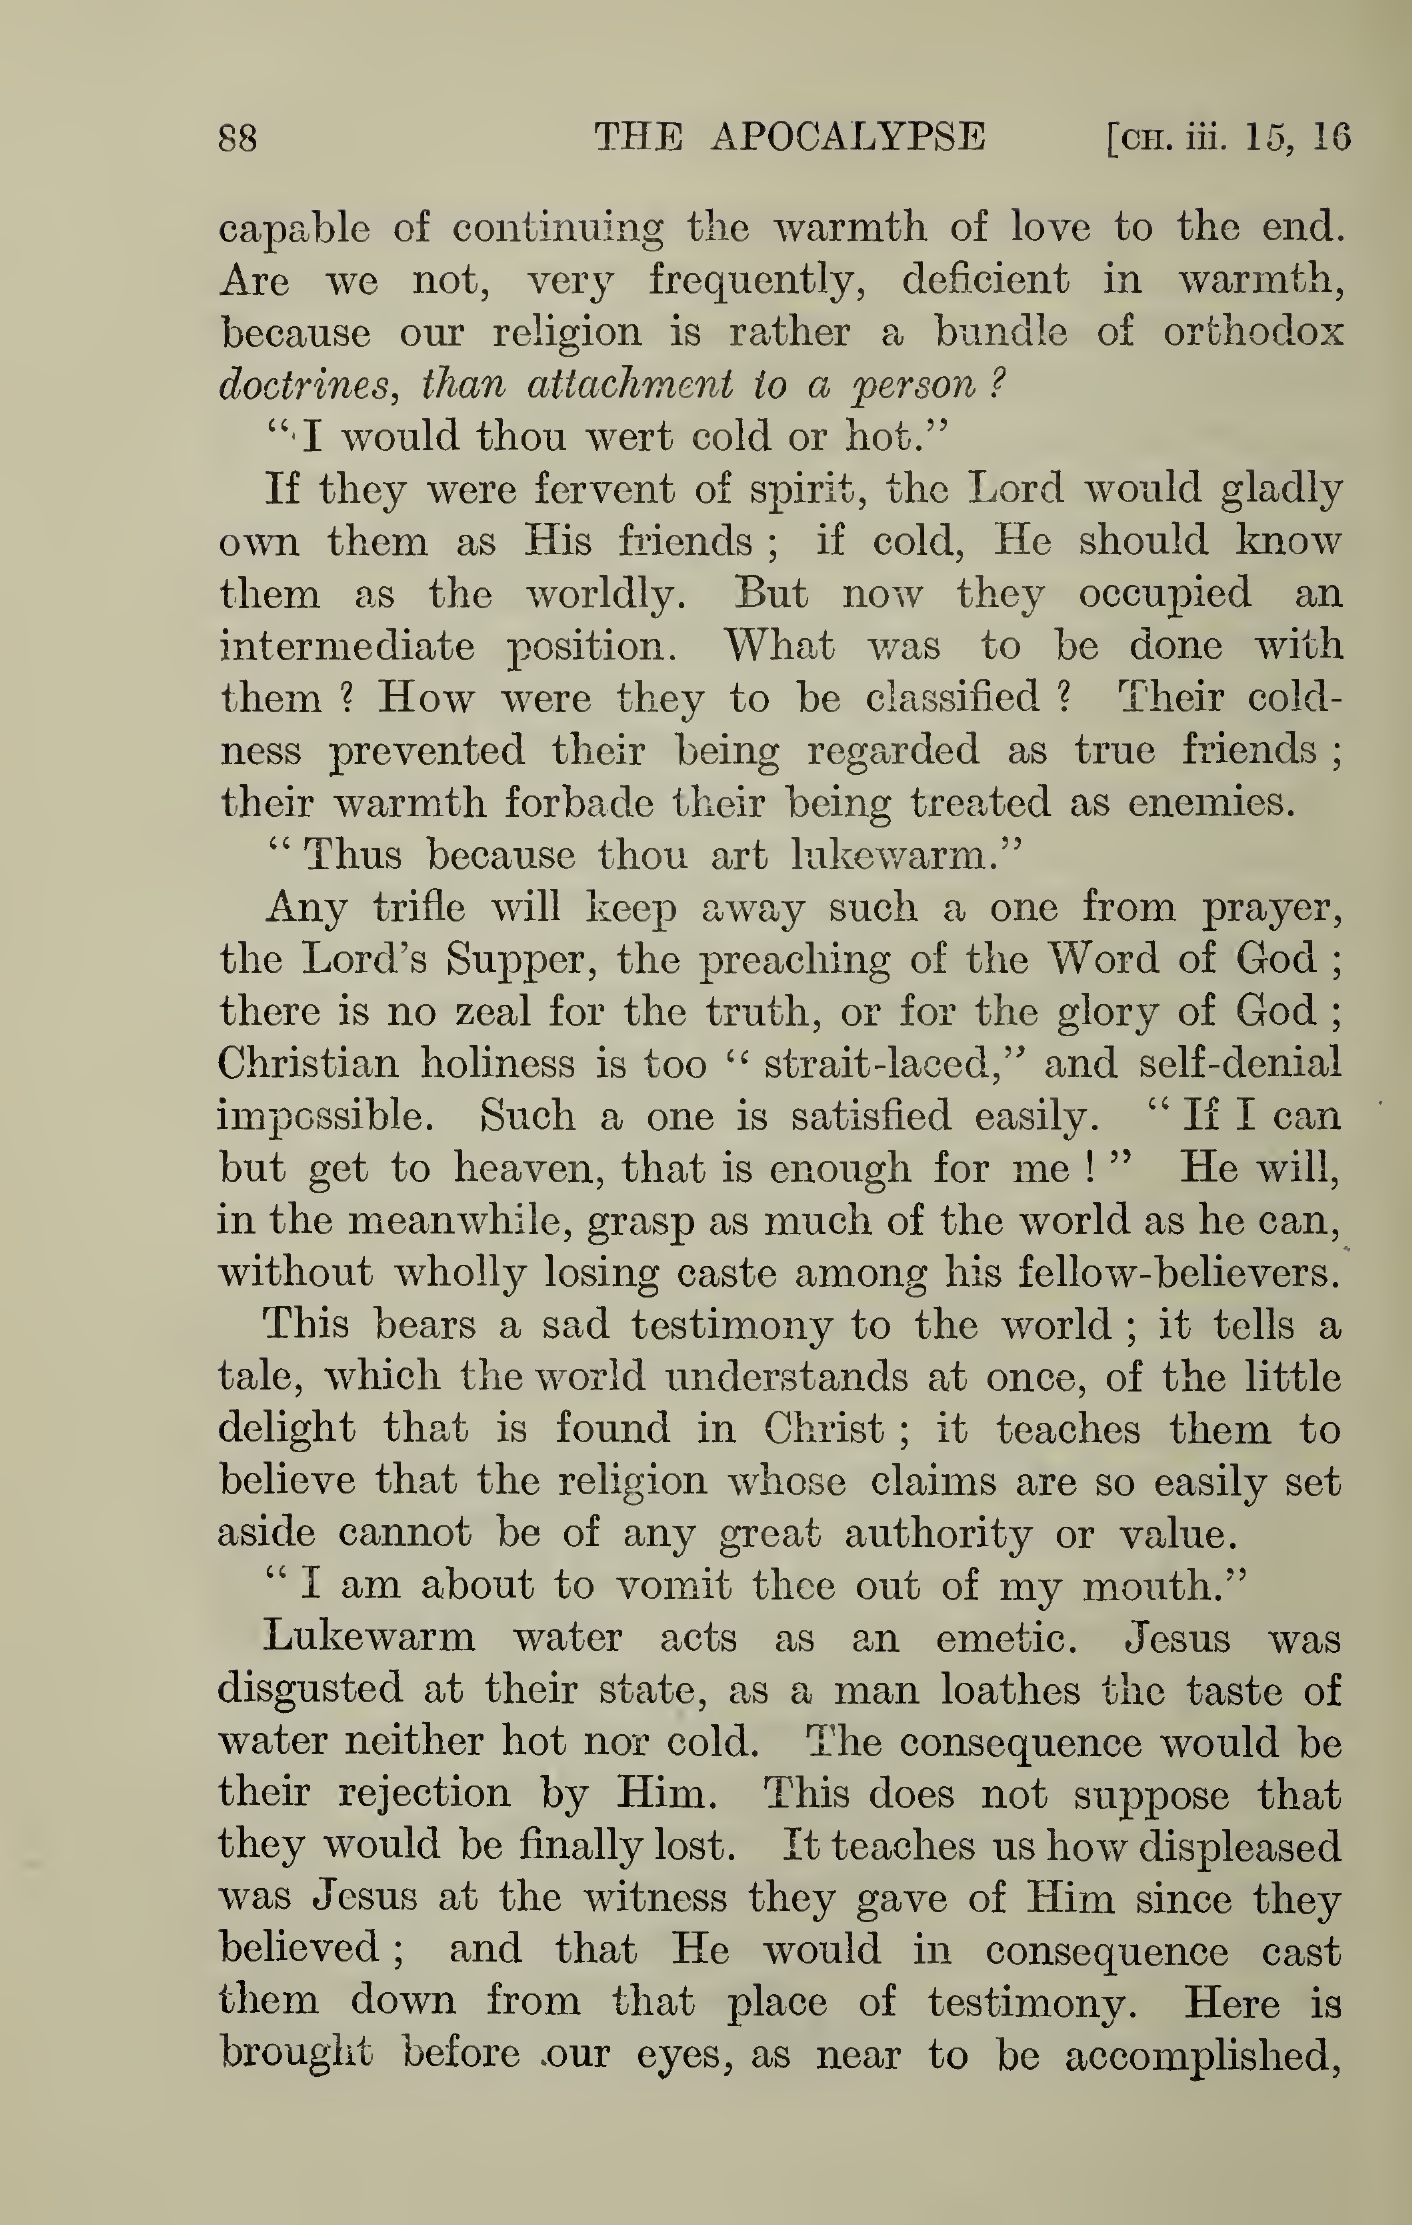 88 THE APOCALYPSE [CH. iii. 15, 16
capable of continuing the warmth of love to the end.
Are we not, very frequently, deficient in warmth,
because our religion is rather a bundle of orthodox
doctrines, than attachment to a person ?
“ I would thou wert cold or hot.”
If they were fervent of spirit, the Lord would gladly
own them as His friends ; if cold, He should know
them as the worldly. But now they occupied an
intermediate position. What was to be done with
them ? How were they to be classified ? Their cold-
ness prevented their being regarded as true friends ;
their warmth forbade their being treated as enemies.
“ Thus because thou art lukewarm.”
Any trifle will keep away such a one from prayer,
the Lord’s Supper, the preaching of the Word of God ;
there is no zeal for the truth, or for the glory of God ;
Christian holiness is too “ strait-laced,” and self-denial
impossible. Such a one is satisfied easily. “ If I can
but get to heaven, that is enough for me ! ” He will,
in the meanwhile, grasp as much of the world as he can,
without wholly losing caste among his fellow-believers.
This bears a sad testimony to the world ; it tells a
tale, which the world understands at once, of the little
delight that is found in Christ ; it teaches them to
believe that the religion whose claims are so easily set
aside cannot be of any great authority or value.
“ I am about to vomit thee out of my mouth.”
Lukewarm water acts as an emetic. Jesus was
disgusted at their state, as a man loathes the taste of
water neither hot nor cold. The consequence would be
their rejection by Him. This does not suppose that
they would be finally lost. It teaches us how displeased
was Jesus at the witness they gave of Him since they
believed ; and that He would in consequence cast
them down from that place of testimony. Here is
brought before our eyes, as near to be accomplished,